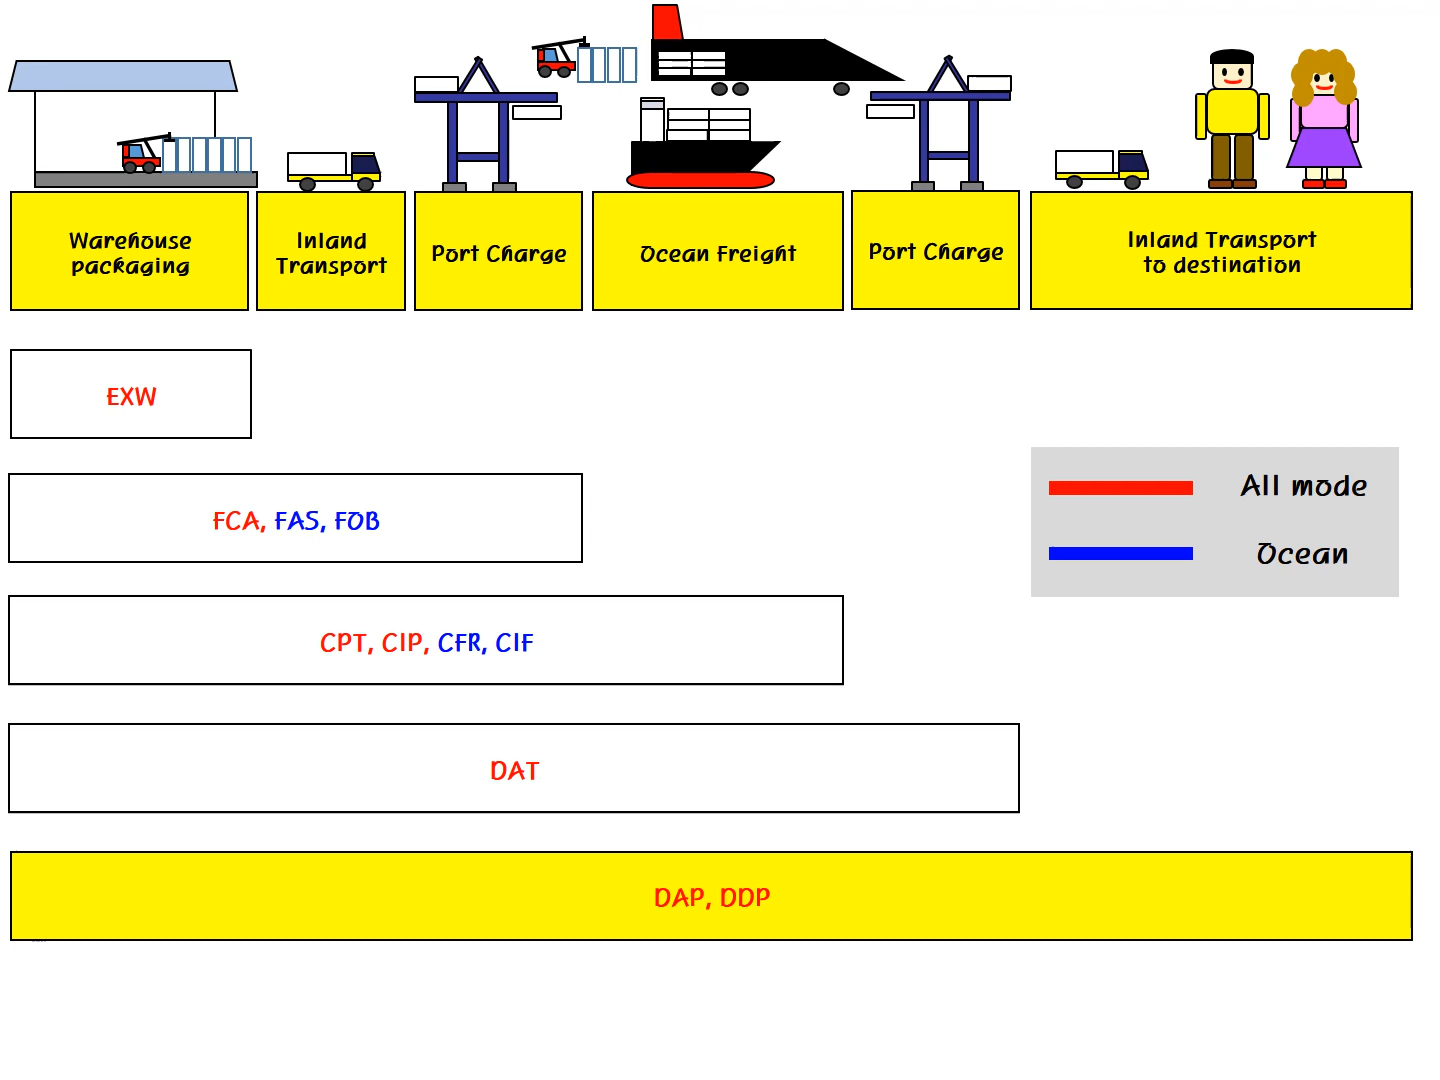 Warehouse
packaging
Inland
Transport
Port Charge
Ocean Freight
Port Charge
Inland Transport
to destination
EXW
FCA, FAS, FOB
CPT, CIP, CFR, CIF
DAT
DAP, DDP
All mode
Ocean